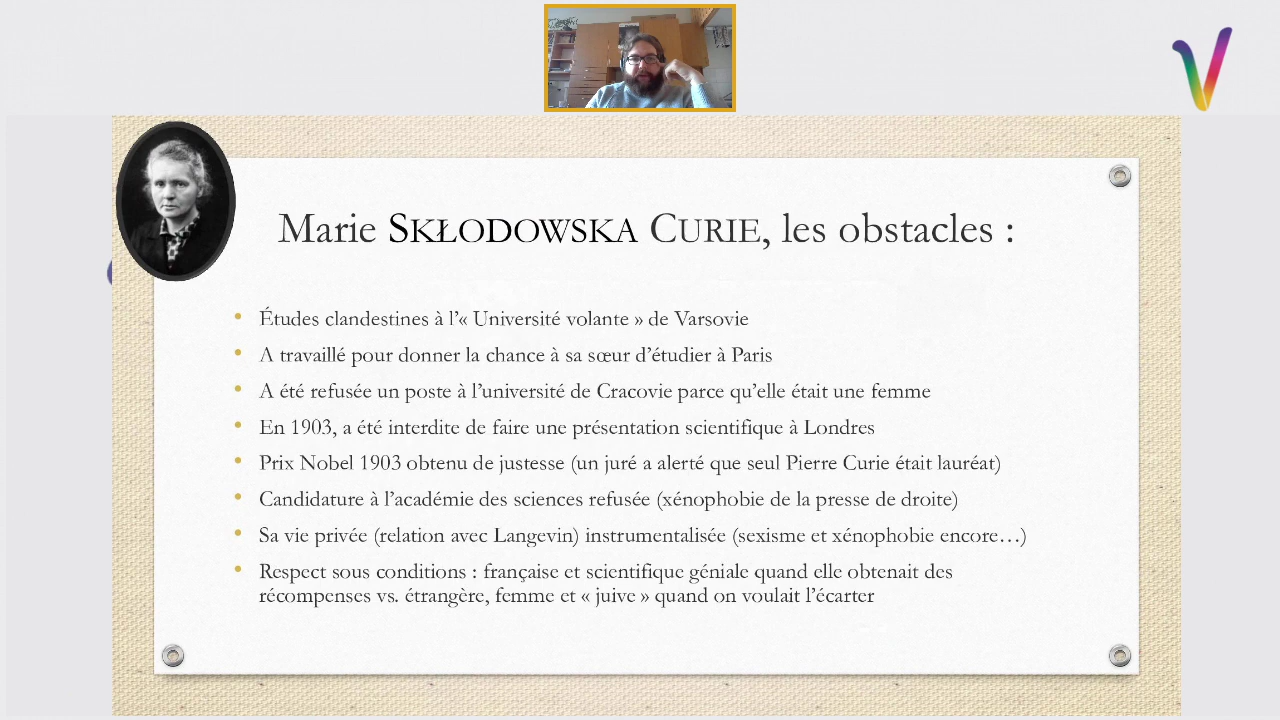 Marie SKŁODOWSKA CURIE, les obstacles :
Études clandestines à l’« Université volante » de Varsovie
A travaillé pour donner la chance à sa sœur d’étudier à Paris
A été refusée un poste à l’université de Cracovie parce qu’elle était une femme
En 1903, a été interdite de faire une présentation scientifique à Londres
Prix Nobel 1903 obtenu de justesse (un juré a alerté que seul Pierre Curie était lauréat)
Candidature à l’académie des sciences refusée (xénophobie de la presse de droite)
Sa vie privée (relation avec Langevin) instrumentalisée (sexisme et xénophobie encore…)
Respect sous conditions : française et scientifique géniale quand elle obtenait des
récompenses vs. étrangère, femme et « juive » quand on voulait l’écarter